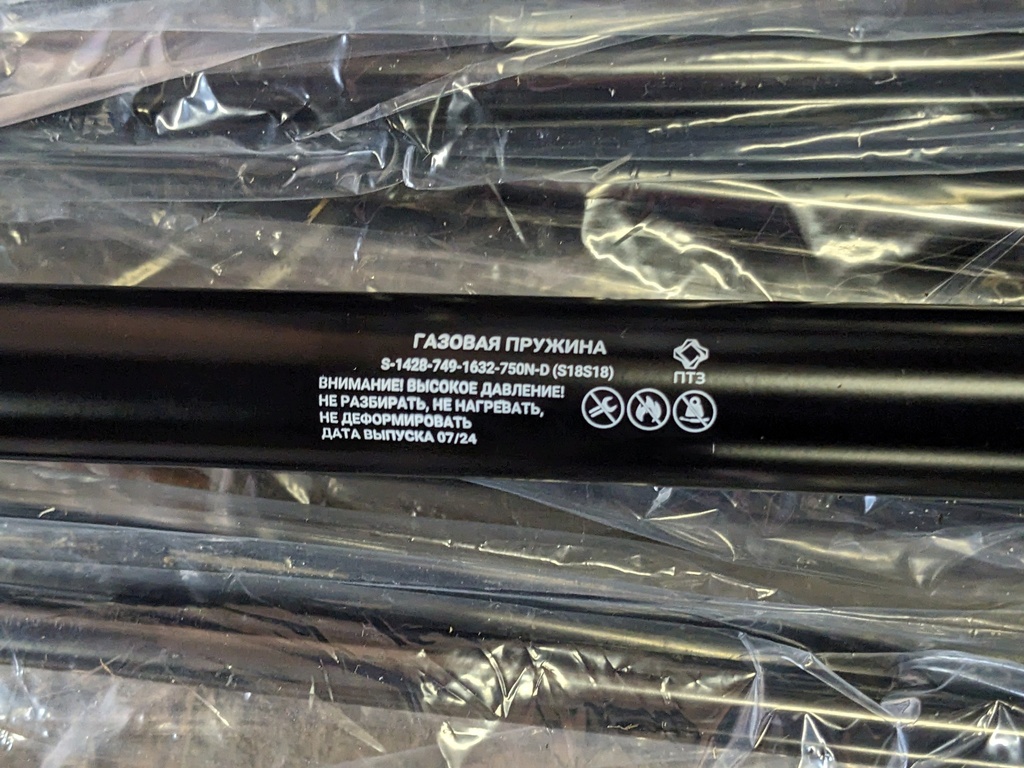 ГАЗОВАЯ ПРУЖИНА
S-1428-749-1632-750N-D (S18S18)
ВНИМАНИЕ! ВЫСОКОЕ ДАВЛЕНИЕ!
НЕ РАЗБИРАТЬ, НЕ НАГРЕВАТЬ,
НЕ ДЕФОРМИРОВАТЬ
ДАТА ВЫПУСКА 07/24
ПТЗ